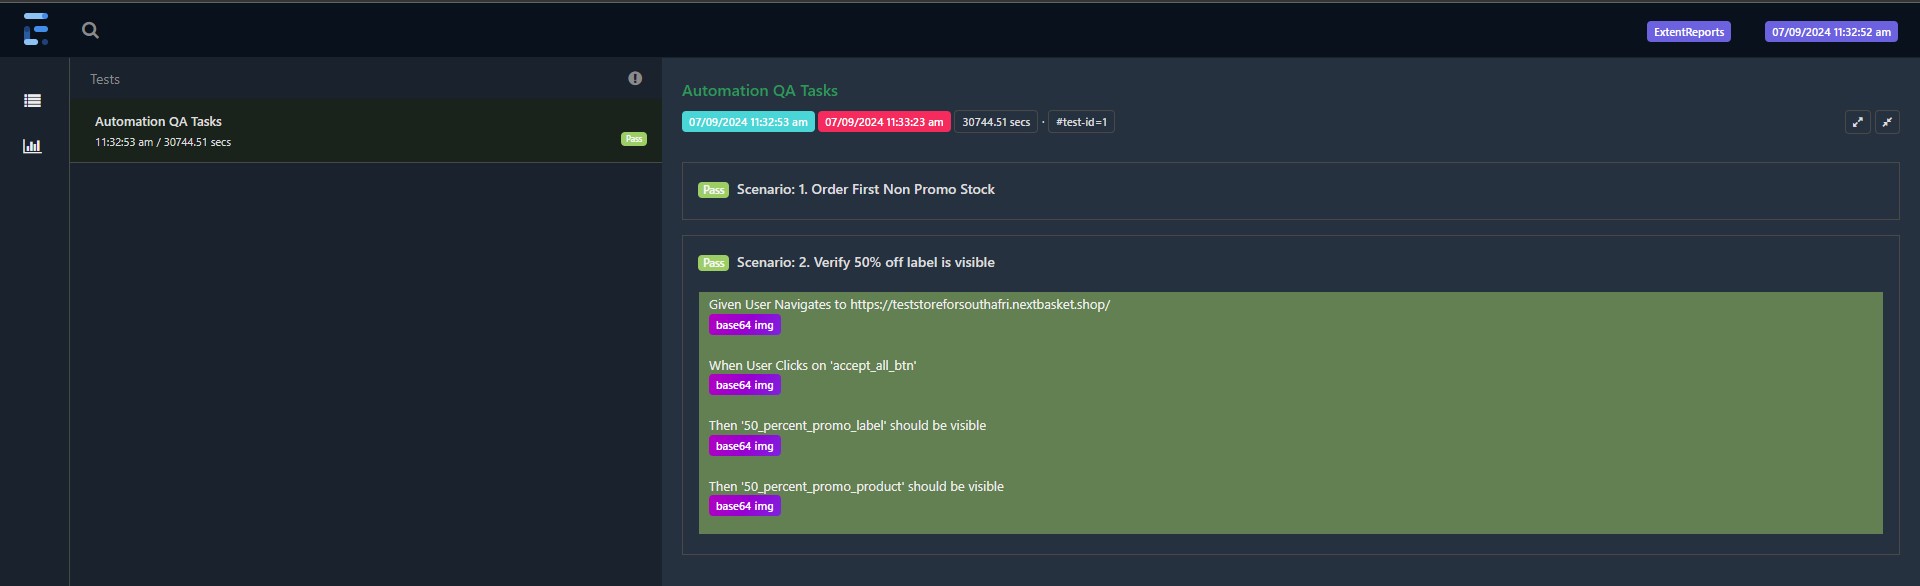 ExtentReports
07/09/2024 11:32:52 am
Tests
Automation QA Tasks
11:32:53 am / 30744.51 secs
Pass
Automation QA Tasks
07/09/2024 11:32:53 am 07/09/2024 11:33:23 am 30744.51 secs · #test-id=1
Pass Scenario: 1. Order First Non Promo Stock
Pass Scenario: 2. Verify 50% off label is visible
Given User Navigates to https://teststoreforsouthafri.nextbasket.shop/
base64 img
When User Clicks on 'accept_all_btn'
base64 img
Then '50_percent_promo_label' should be visible
base64 img
Then '50_percent_promo_product' should be visible
base64 img